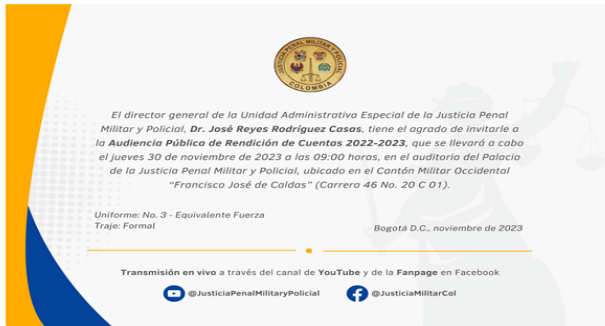 JUSTICIA PENAL MILITAR Y POLICIAL
COLOMBIA
El director general de la Unidad Administrativa Especial de la Justicia Penal
Militar y Policial, Dr. José Reyes Rodríguez Casas, tiene el agrado de invitarle a
la Audiencia Pública de Rendición de Cuentas 2022-2023, que se llevará a cabo
el jueves 30 de noviembre de 2023 a las 09:00 horas, en el auditorio del Palacio
de la Justicia Penal Militar y Policial, ubicado en el Cantón Militar Occidental
“Francisco José de Caldas” (Carrera 46 No. 20 C 01).
Uniforme: No. 3 - Equivalente Fuerza
Traje: Formal
Bogotá D.C., noviembre de 2023
Transmisión en vivo a través del canal de YouTube y de la Fanpage en Facebook
@JusticiaPenalMilitaryPolicial @JusticiaMilitarCol